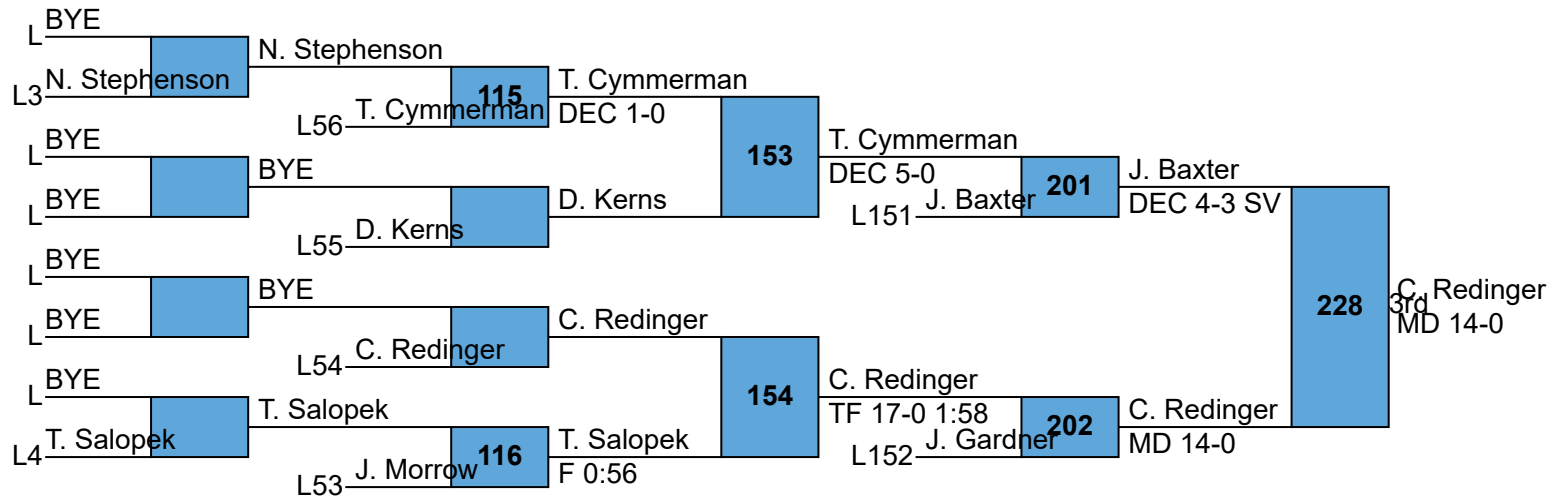 BYE
L
N. Stephenson
N. Stephenson
L3
115
T. Cymmerman
T. Cymmerman
L56
DEC 1-0
BYE
L
153
T. Cymmerman
BYE
DEC 5-0
BYE
L
D. Kerns
201
J. Baxter
J. Baxter
L151
DEC 4-3 SV
D. Kerns
L55
BYE
L
BYE
228
3rd
C. Redinger
MD 14-0
BYE
L
C. Redinger
C. Redinger
L54
BYE
L
154
C. Redinger
TF 17-0 1:58
T. Salopek
202
C. Redinger
T. Salopek
L4
116
T. Salopek
J. Gardner
L152
MD 14-0
J. Morrow
L53
F 0:56